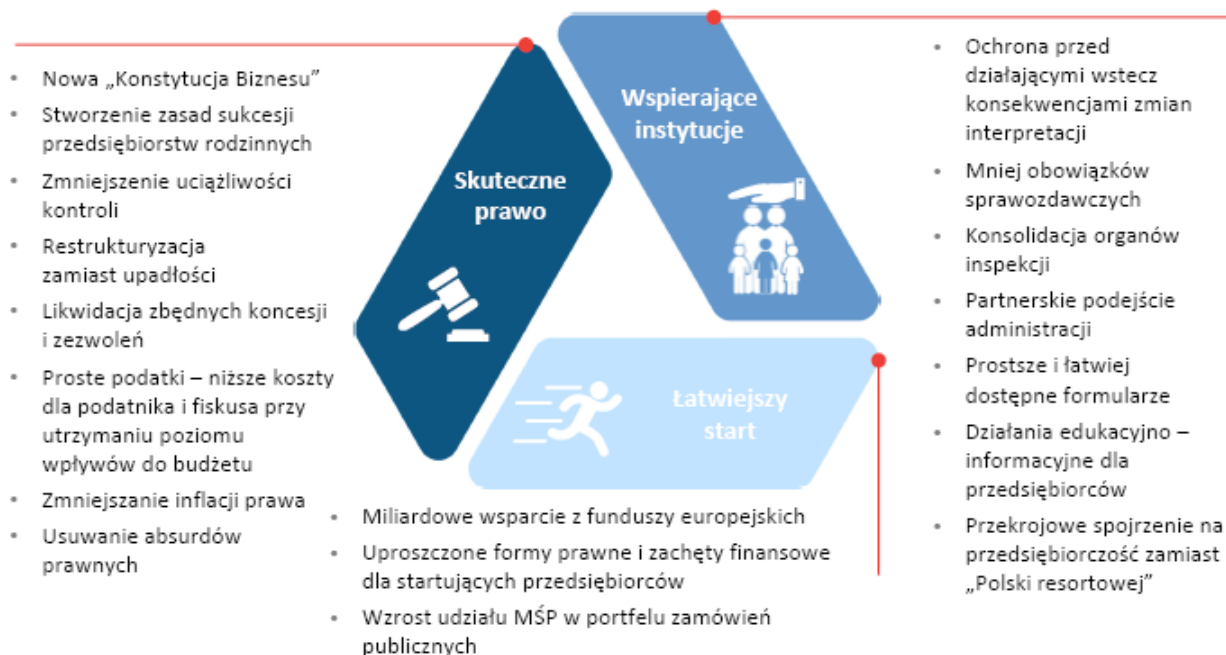 • Nowa „Konstytucja Biznesu”
• Stworzenie zasad sukcesji
przedsiębiorstw rodzinnych
• Zmniejszenie uciążliwości
kontroli
• Restrukturyzacja
zamiast upadłości
• Likwidacja zbędnych koncesji
i zezwoleń
• Proste podatki – niższe koszty
dla podatnika i fiskusa przy
utrzymaniu poziomu
wpływów do budżetu
• Zmniejszanie inflacji prawa
• Usuwanie absurdów
prawnych
Skuteczne
prawo
Wspierające
instytucje
• Ochrona przed
działającymi wstecz
konsekwencjami zmian
interpretacji
• Mniej obowiązków
sprawozdawczych
• Konsolidacja organów
inspekcji
• Partnerskie podejście
administracji
• Prostsze i łatwiej
dostępne formularze
• Działania edukacyjno –
informacyjne dla
przedsiębiorców
• Przekrojowe spojrzenie na
przedsiębiorczość zamiast
„Polski resortowej”
Łatwiejszy
start
• Miliardowe wsparcie z funduszy europejskich
• Uproszczone formy prawne i zachęty finansowe
dla startujących przedsiębiorców
• Wzrost udziału MŚP w portfelu zamówień
publicznych